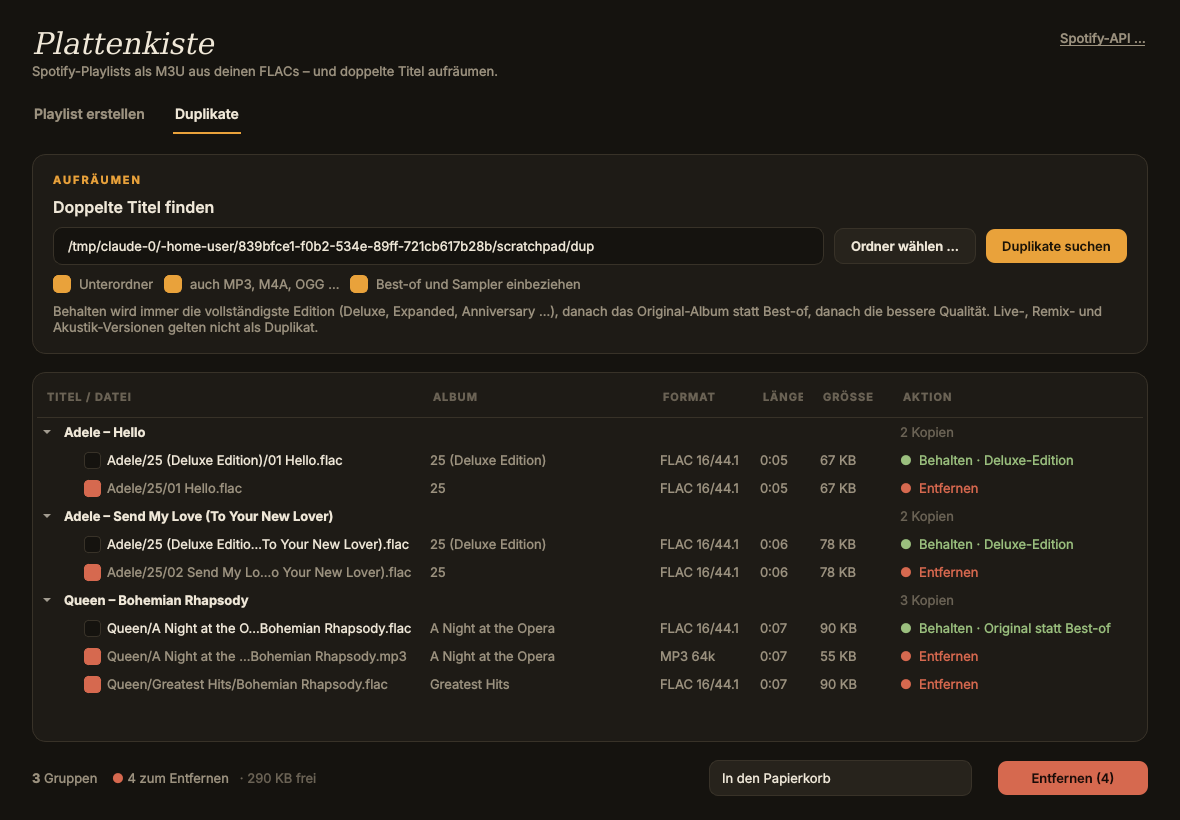 Plattenkiste
Spotify-API ...
Spotify-Playlists als M3U aus deinen FLACs – und doppelte Titel aufräumen.
Playlist erstellen Duplikate
AUFRÄUMEN
Doppelte Titel finden
/tmp/claude-0/-home-user/839bfce1-f0b2-534e-89ff-721cb617b28b/scratchpad/dup Ordner wählen ... Duplikate suchen
Unterordner auch MP3, M4A, OGG ... Best-of und Sampler einbeziehen
Behalten wird immer die vollständigste Edition (Deluxe, Expanded, Anniversary ...), danach das Original-Album statt Best-of, danach die bessere Qualität. Live-, Remix- und
Akustik-Versionen gelten nicht als Duplikat.
TITEL / DATEI ALBUM FORMAT LÄNGE GRÖSSE AKTION
Adele – Hello 2 Kopien
Adele/25 (Deluxe Edition)/01 Hello.flac 25 (Deluxe Edition) FLAC 16/44.1 0:05 67 KB Behalten · Deluxe-Edition
Adele/25/01 Hello.flac 25 FLAC 16/44.1 0:05 67 KB Entfernen
Adele – Send My Love (To Your New Lover) 2 Kopien
Adele/25 (Deluxe Editio...To Your New Lover).flac 25 (Deluxe Edition) FLAC 16/44.1 0:06 78 KB Behalten · Deluxe-Edition
Adele/25/02 Send My Lo...o Your New Lover).flac 25 FLAC 16/44.1 0:06 78 KB Entfernen
Queen – Bohemian Rhapsody 3 Kopien
Queen/A Night at the O...Bohemian Rhapsody.flac A Night at the Opera FLAC 16/44.1 0:07 90 KB Behalten · Original statt Best-of
Queen/A Night at the ...Bohemian Rhapsody.mp3 A Night at the Opera MP3 64k 0:07 55 KB Entfernen
Queen/Greatest Hits/Bohemian Rhapsody.flac Greatest Hits FLAC 16/44.1 0:07 90 KB Entfernen
3 Gruppen 4 zum Entfernen · 290 KB frei In den Papierkorb Entfernen (4)